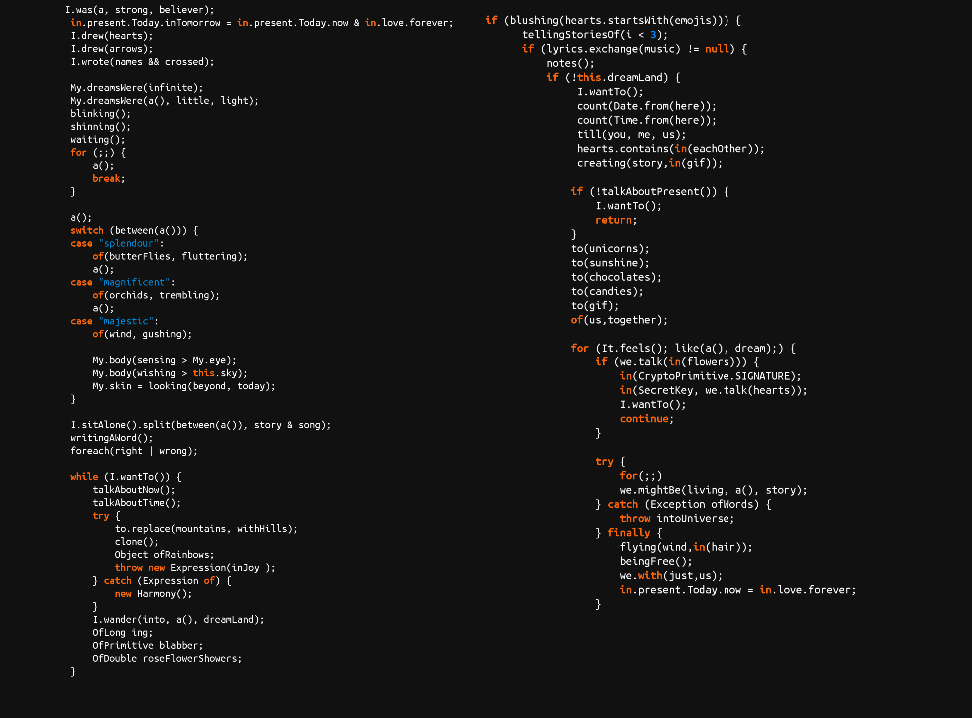 I.was(a, strong, believer);
in.present.Today.inTomorrow = in.present.Today.now & in.love.forever;
I.drew(hearts);
I.drew(arrows);
I.wrote(names && crossed);
My.dreamsWere(infinite);
My.dreamsWere(a(), little, light);
blinking();
shinning();
waiting();
for (;;) {
a();
break;
}
a();
switch (between(a())) {
case "splendour":
of(butterFlies, fluttering);
a();
case "magnificent":
of(orchids, trembling);
a();
case "majestic":
of(wind, gushing);
My.body(sensing > My.eye);
My.body(wishing > this.sky);
My.skin = looking(beyond, today);
}
I.sitAlone().split(between(a()), story & song);
writingAWord();
foreach(right | wrong);
while (I.wantTo()) {
talkAboutNow();
talkAboutTime();
try {
to.replace(mountains, withHills);
clone();
Object ofRainbows;
throw new Expression(inJoy );
} catch (Expression of) {
new Harmony();
}
I.wander(into, a(), dreamLand);
OfLong ing;
OfPrimitive blabber;
OfDouble roseFlowerShowers;
}
if (blushing(hearts.startsWith(emojis))) {
tellingStoriesOf(i < 3);
if (lyrics.exchange(music) != null) {
notes();
if (!this.dreamLand) {
I.wantTo();
count(Date.from(here));
count(Time.from(here));
till(you, me, us);
hearts.contains(in(eachOther));
creating(story,in(gif));
if (!talkAboutPresent()) {
I.wantTo();
return;
}
to(unicorns);
to(sunshine);
to(chocolates);
to(candies);
to(gif);
of(us,together);
for (It.feels(); like(a(), dream);) {
if (we.talk(in(flowers))) {
in(CryptoPrimitive.SIGNATURE);
in(SecretKey, we.talk(hearts));
I.wantTo();
continue;
}
try {
for(;;)
we.mightBe(living, a(), story);
} catch (Exception ofWords) {
throw intoUniverse;
} finally {
flying(wind,in(hair));
beingFree();
we.with(just,us);
in.present.Today.now = in.love.forever;
}